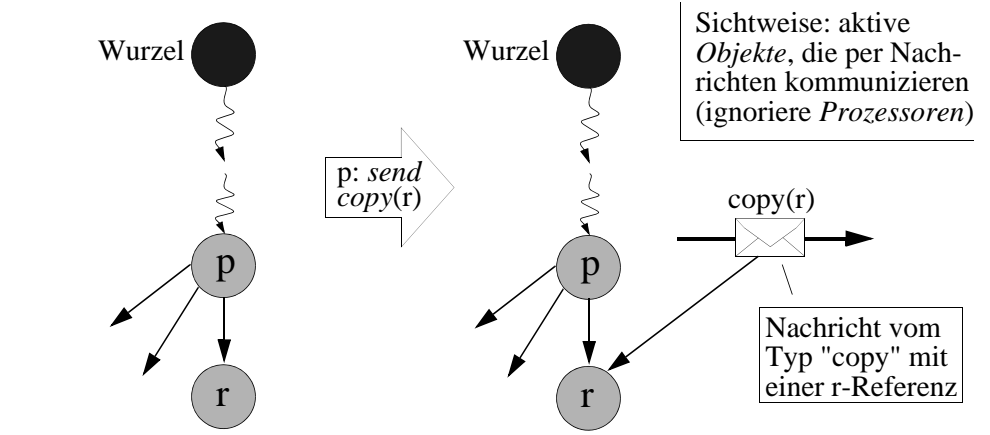 Wurzel
p
r
p: send
copy(r)
Wurzel
p
r
Sichtweise: aktive
Objekte, die per Nach-
richten kommunizieren
(ignoriere Prozessoren)
copy(r)
Nachricht vom
Typ "copy" mit
einer r-Referenz